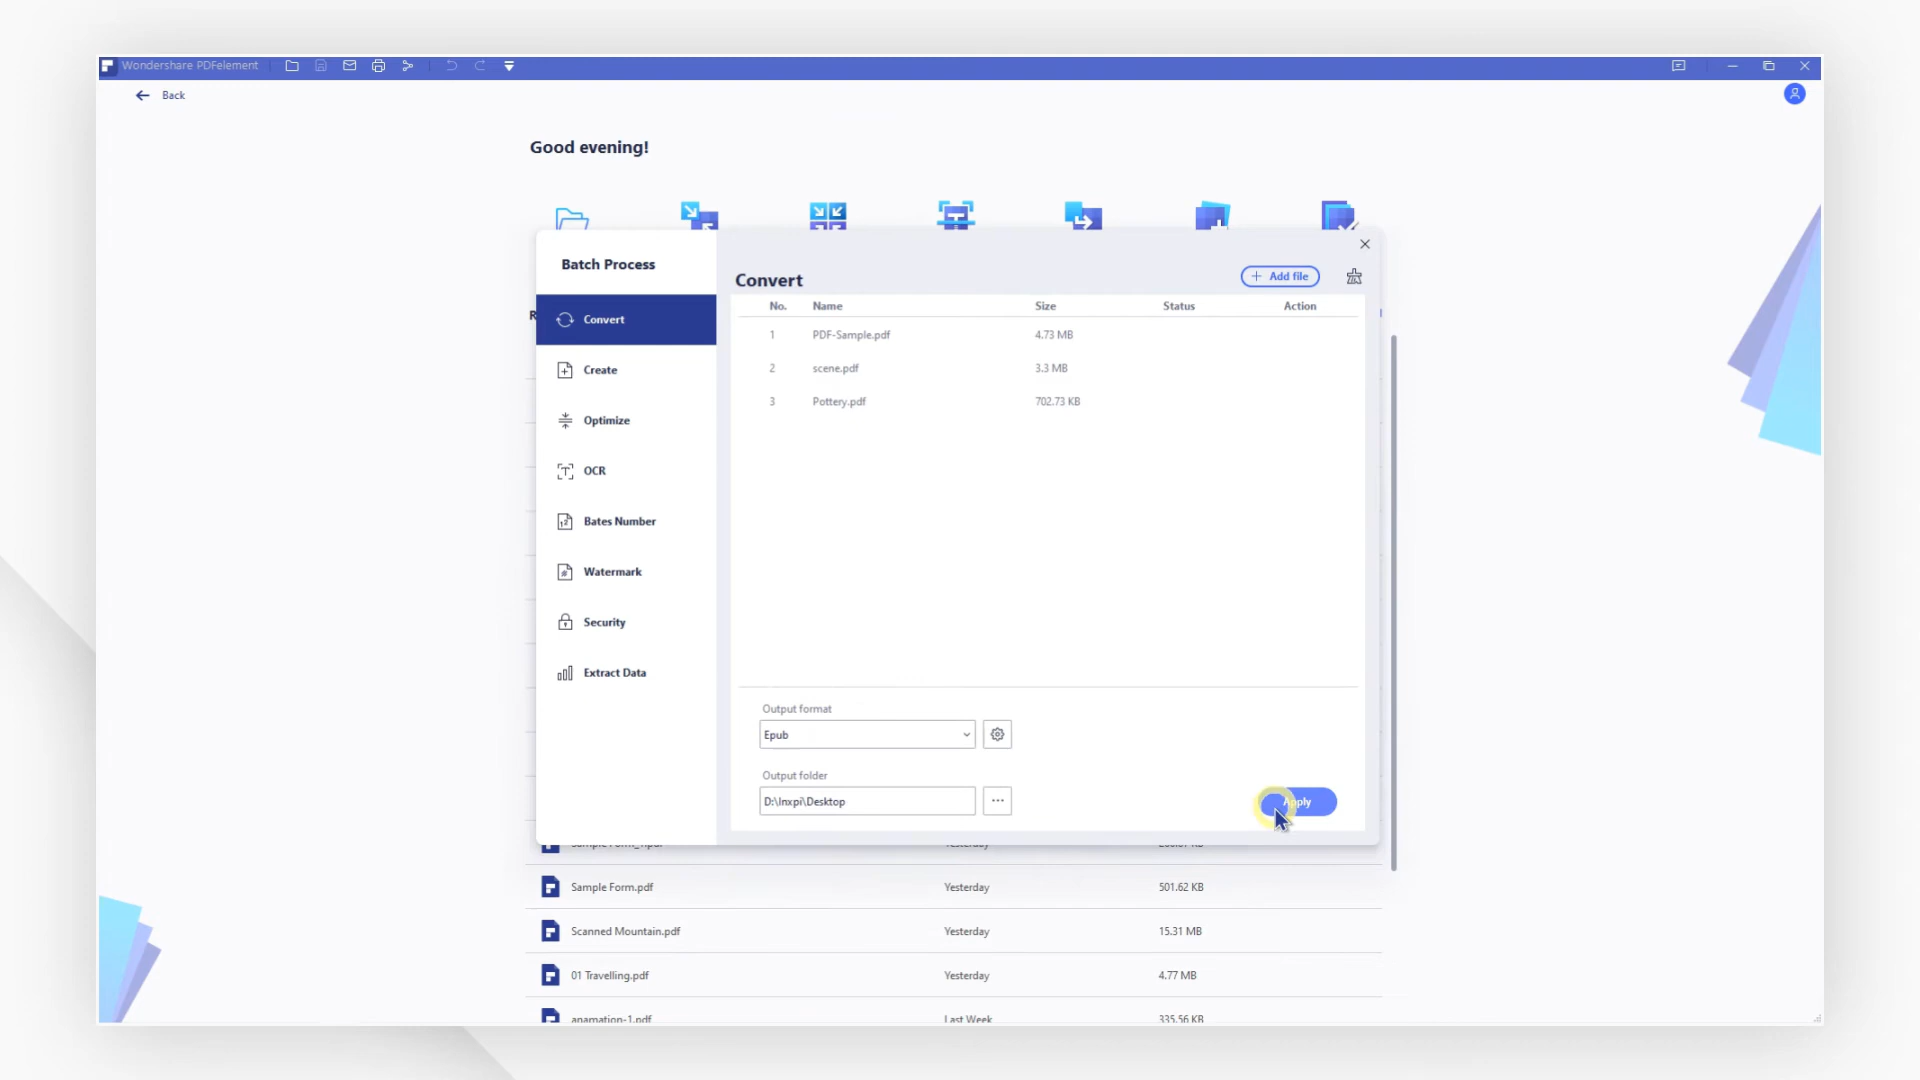 Wondershare PDFelement
Back
Good evening!
Batch Process
Convert
Create
Optimize
OCR
Bates Number
Watermark
Security
Extract Data
Convert
Add file
No. Name Size Status Action
1 PDF-Sample.pdf 4.73 MB
2 scene.pdf 3.3 MB
3 Pottery.pdf 702.73 KB
Output format
Epub
Output folder
D:\lnxpi\Desktop
Apply
Sample Form.pdf Yesterday 501.62 KB
Scanned Mountain.pdf Yesterday 15.31 MB
01 Travelling.pdf Yesterday 4.77 MB
anamation-1.pdf Last Week 335.56 KB